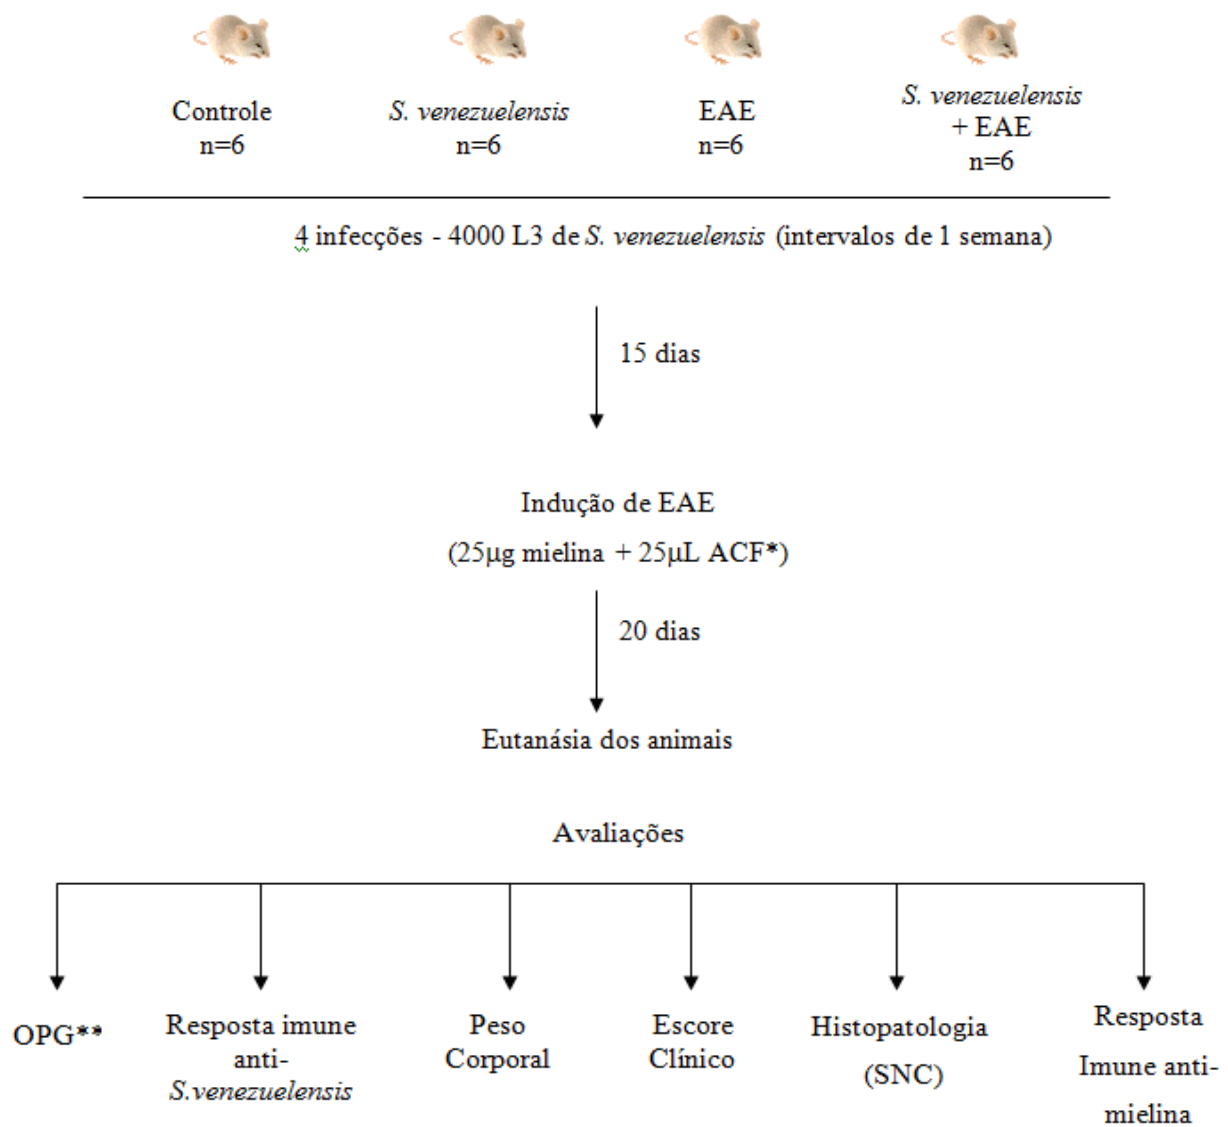 Controle
n=6
S. venezuelensis
n=6
EAE
n=6
S. venezuelensis
+ EAE
n=6
4 infecções - 4000 L3 de S. venezuelensis (intervalos de 1 semana)
15 dias
Indução de EAE
(25μg mielina + 25μL ACF*)
20 dias
Eutanásia dos animais
Avaliações
OPG**
Resposta imune
anti-
S.venezuelensis
Peso
Corporal
Escore
Clínico
Histopatologia
(SNC)
Resposta
Imune anti-
mielina